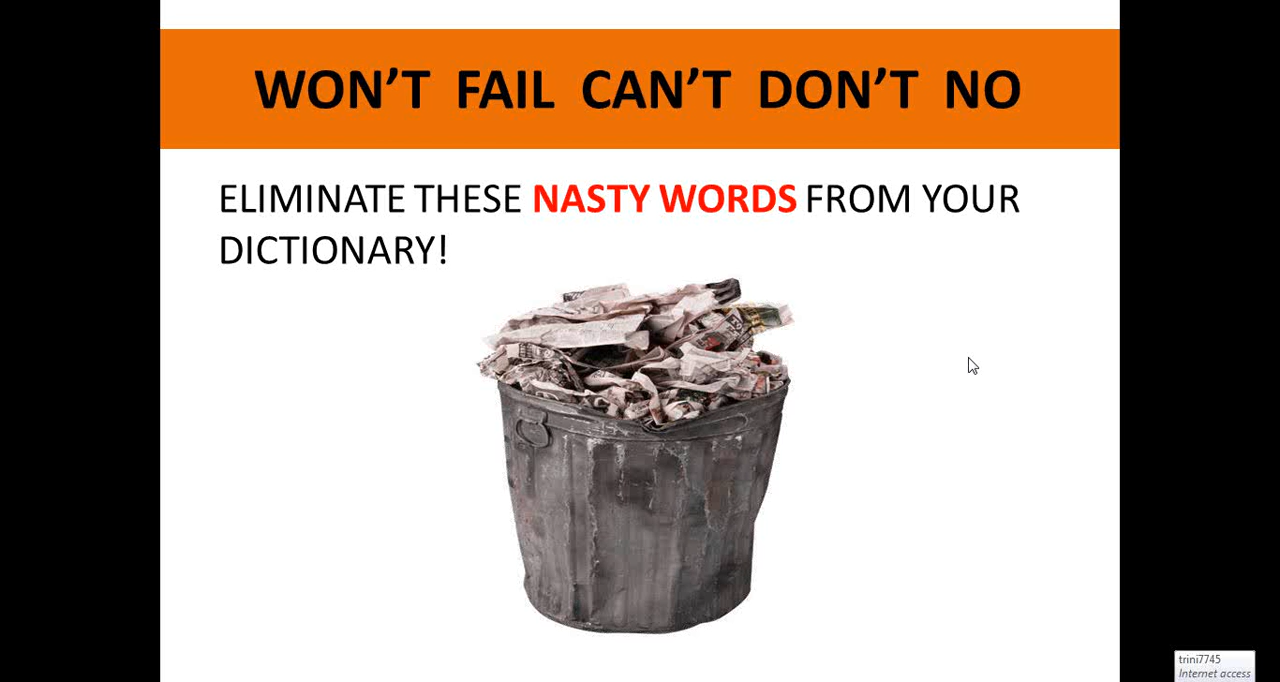 WON’T FAIL CAN’T DON’T NO
ELIMINATE THESE NASTY WORDS FROM YOUR
DICTIONARY!
trini7745
Internet access